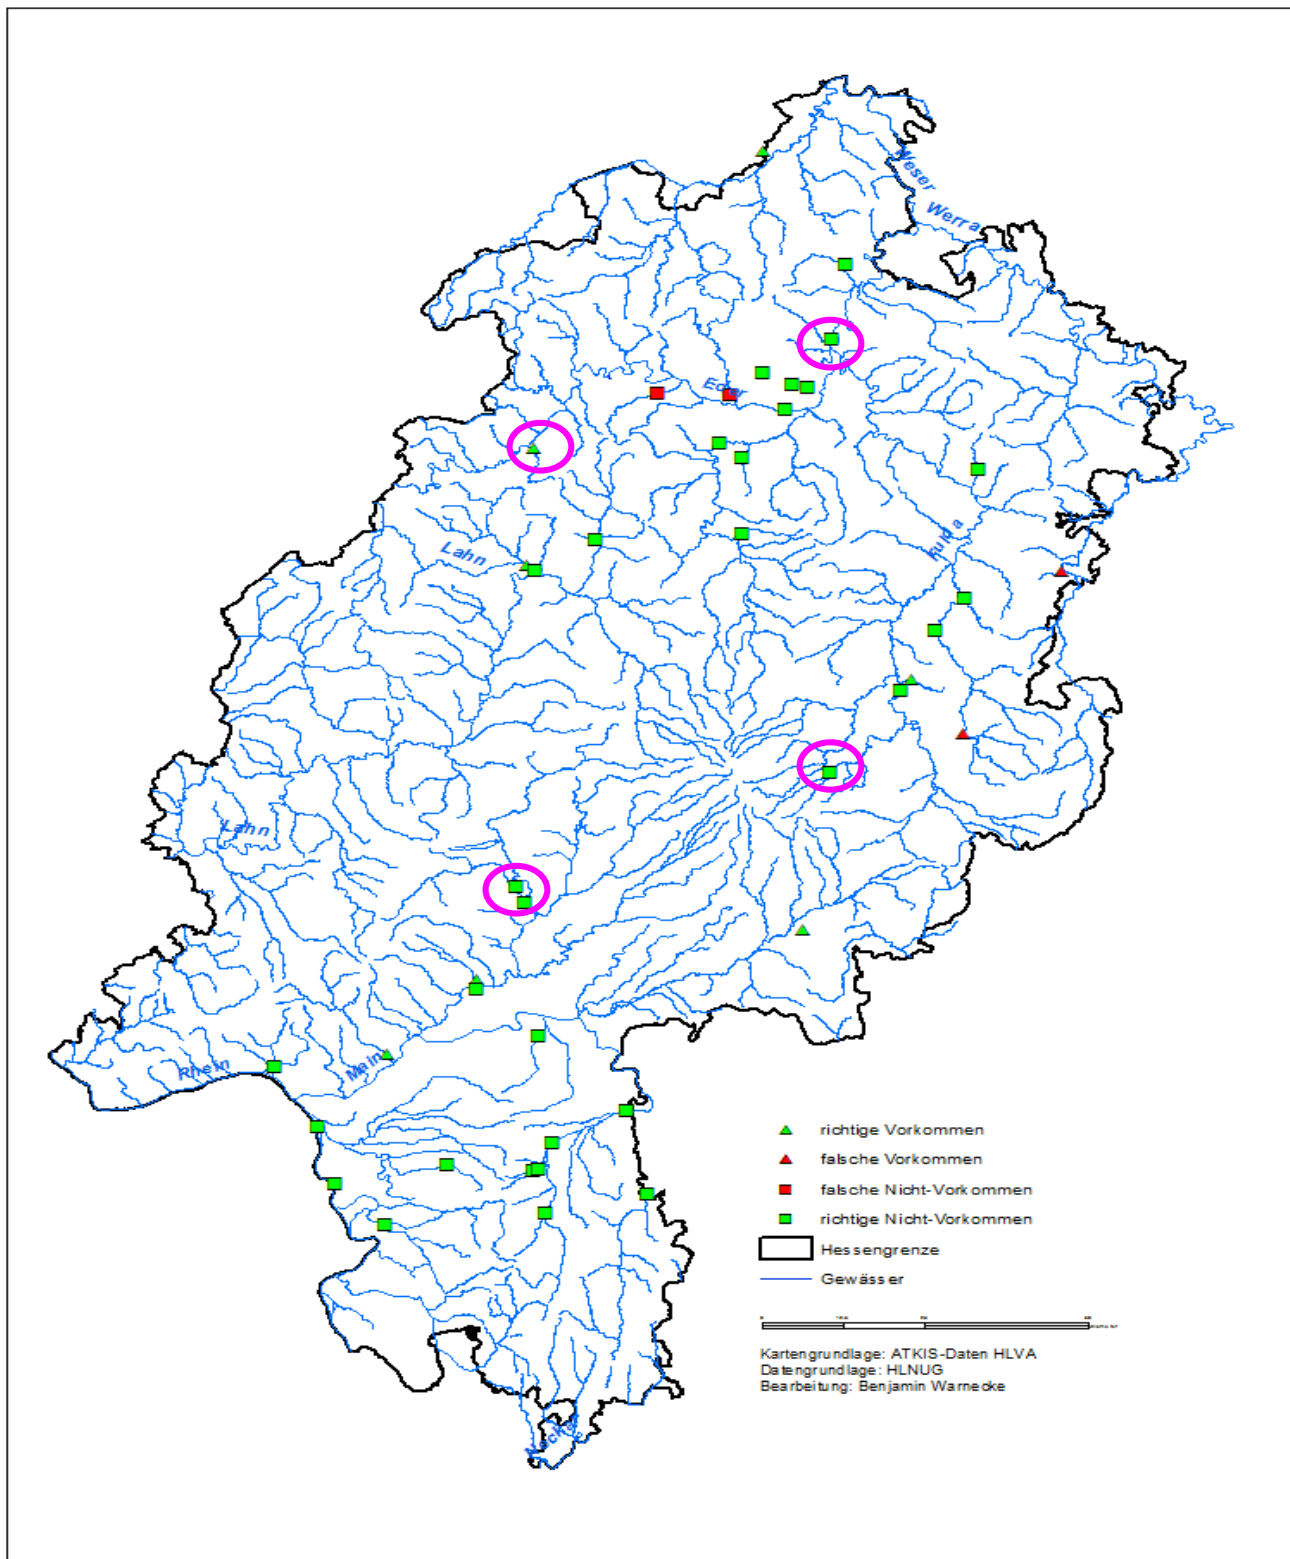 Weser
Werra
Eder
Lahn
Fulda
Lahn
Rhein
Main
richtige Vorkommen
falsche Vorkommen
falsche Nicht-Vorkommen
richtige Nicht-Vorkommen
Hessengrenze
Gewässer
Kartengrundlage: ATKIS-Daten HLVA
Datengrundlage: HLNUG
Bearbeitung: Benjamin Warnecke
Neckar